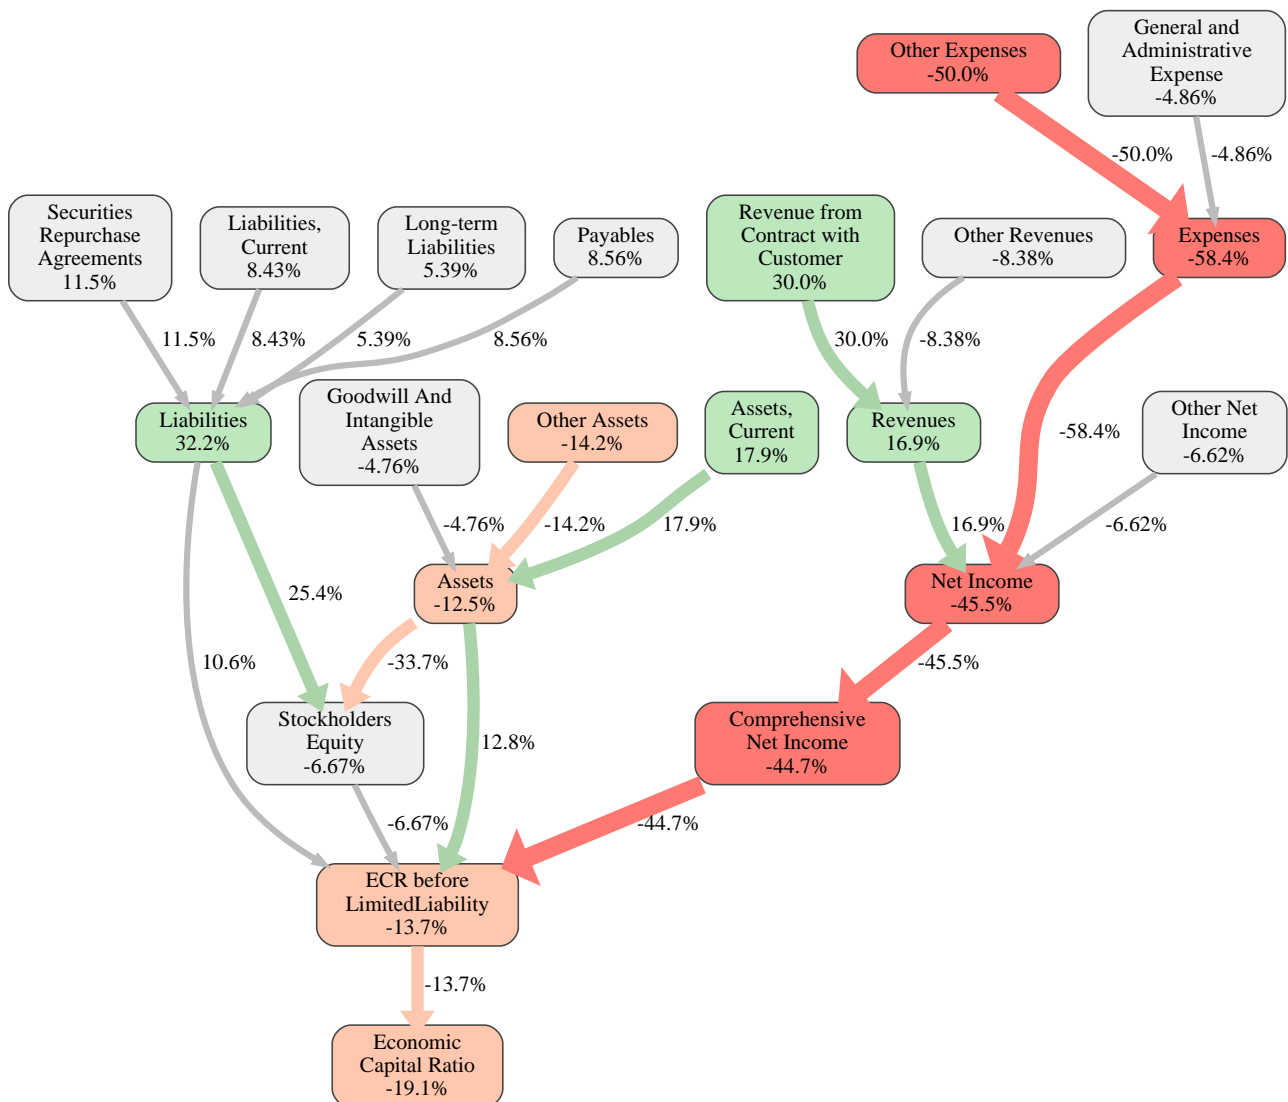 Other Expenses
-50.0%
General and
Administrative
Expense
-4.86%
-50.0%
-4.86%
Securities
Repurchase
Agreements
11.5%
Liabilities,
Current
8.43%
Long-term
Liabilities
5.39%
Payables
8.56%
Revenue from
Contract with
Customer
30.0%
Other Revenues
-8.38%
Expenses
-58.4%
11.5%
8.43%
5.39%
8.56%
30.0%
-8.38%
-58.4%
Liabilities
32.2%
Goodwill And
Intangible
Assets
-4.76%
Other Assets
-14.2%
Assets,
Current
17.9%
Revenues
16.9%
Other Net
Income
-6.62%
-4.76%
-14.2%
17.9%
16.9%
-6.62%
25.4%
Assets
-12.5%
Net Income
-45.5%
10.6%
-33.7%
-45.5%
Stockholders
Equity
-6.67%
12.8%
Comprehensive
Net Income
-44.7%
-6.67%
-44.7%
ECR before
LimitedLiability
-13.7%
-13.7%
Economic
Capital Ratio
-19.1%